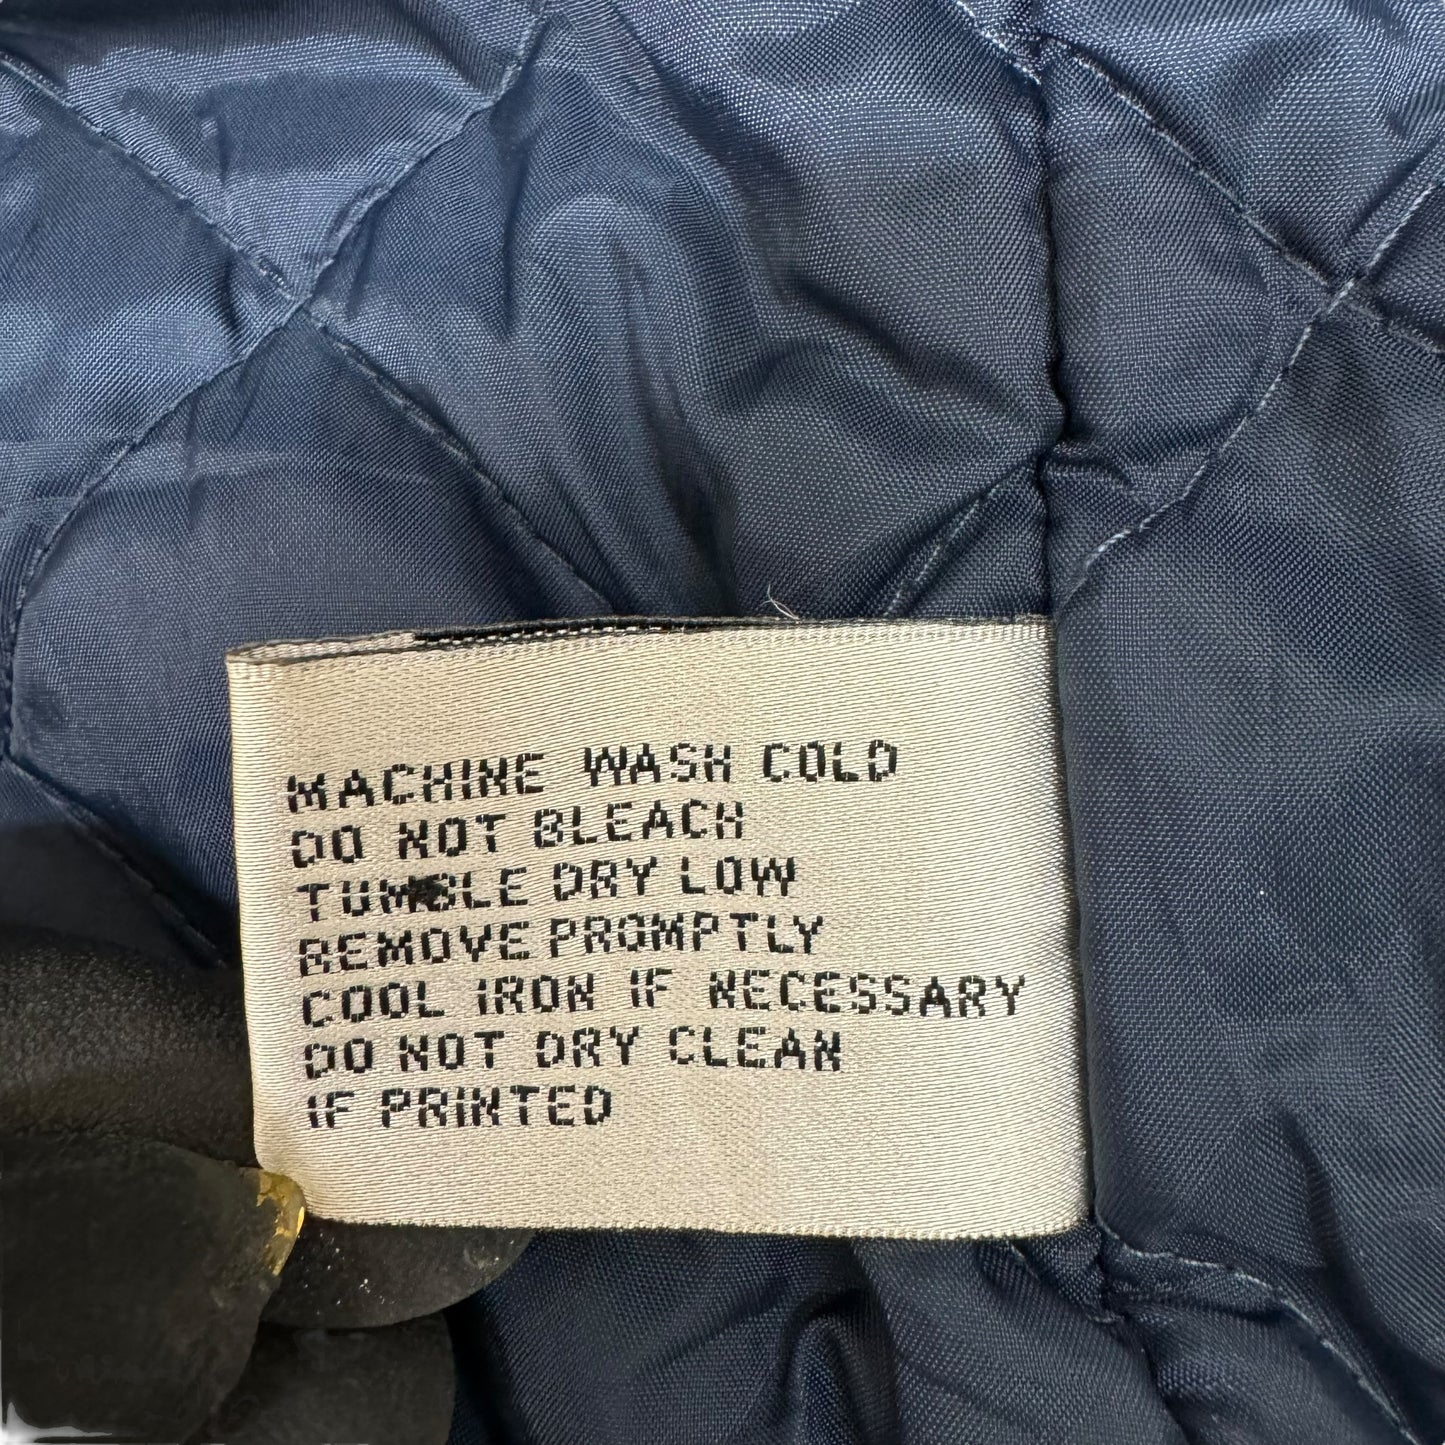 MACHINE WASH COLD
DO NOT BLEACH
TUMBLE DRY LOW
REMOVE PROMPTLY
COOL IRON IF NECESSARY
DO NOT DRY CLEAN
IF PRINTED